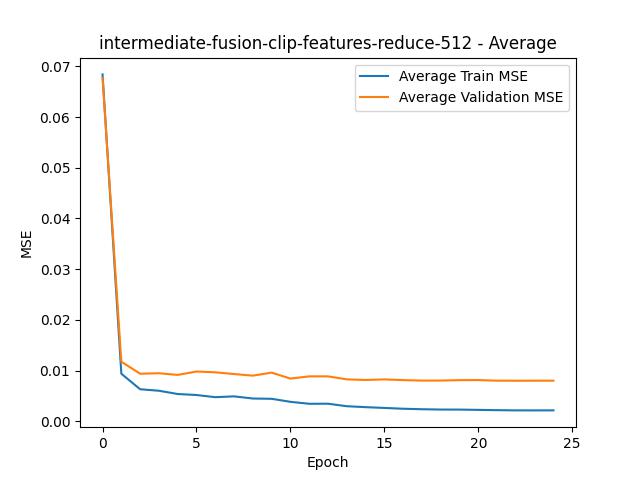 intermediate-fusion-clip-features-reduce-512 - Average
Average Train MSE
Average Validation MSE
MSE
0.07
0.06
0.05
0.04
0.03
0.02
0.01
0.00
0 5 10 15 20 25
Epoch